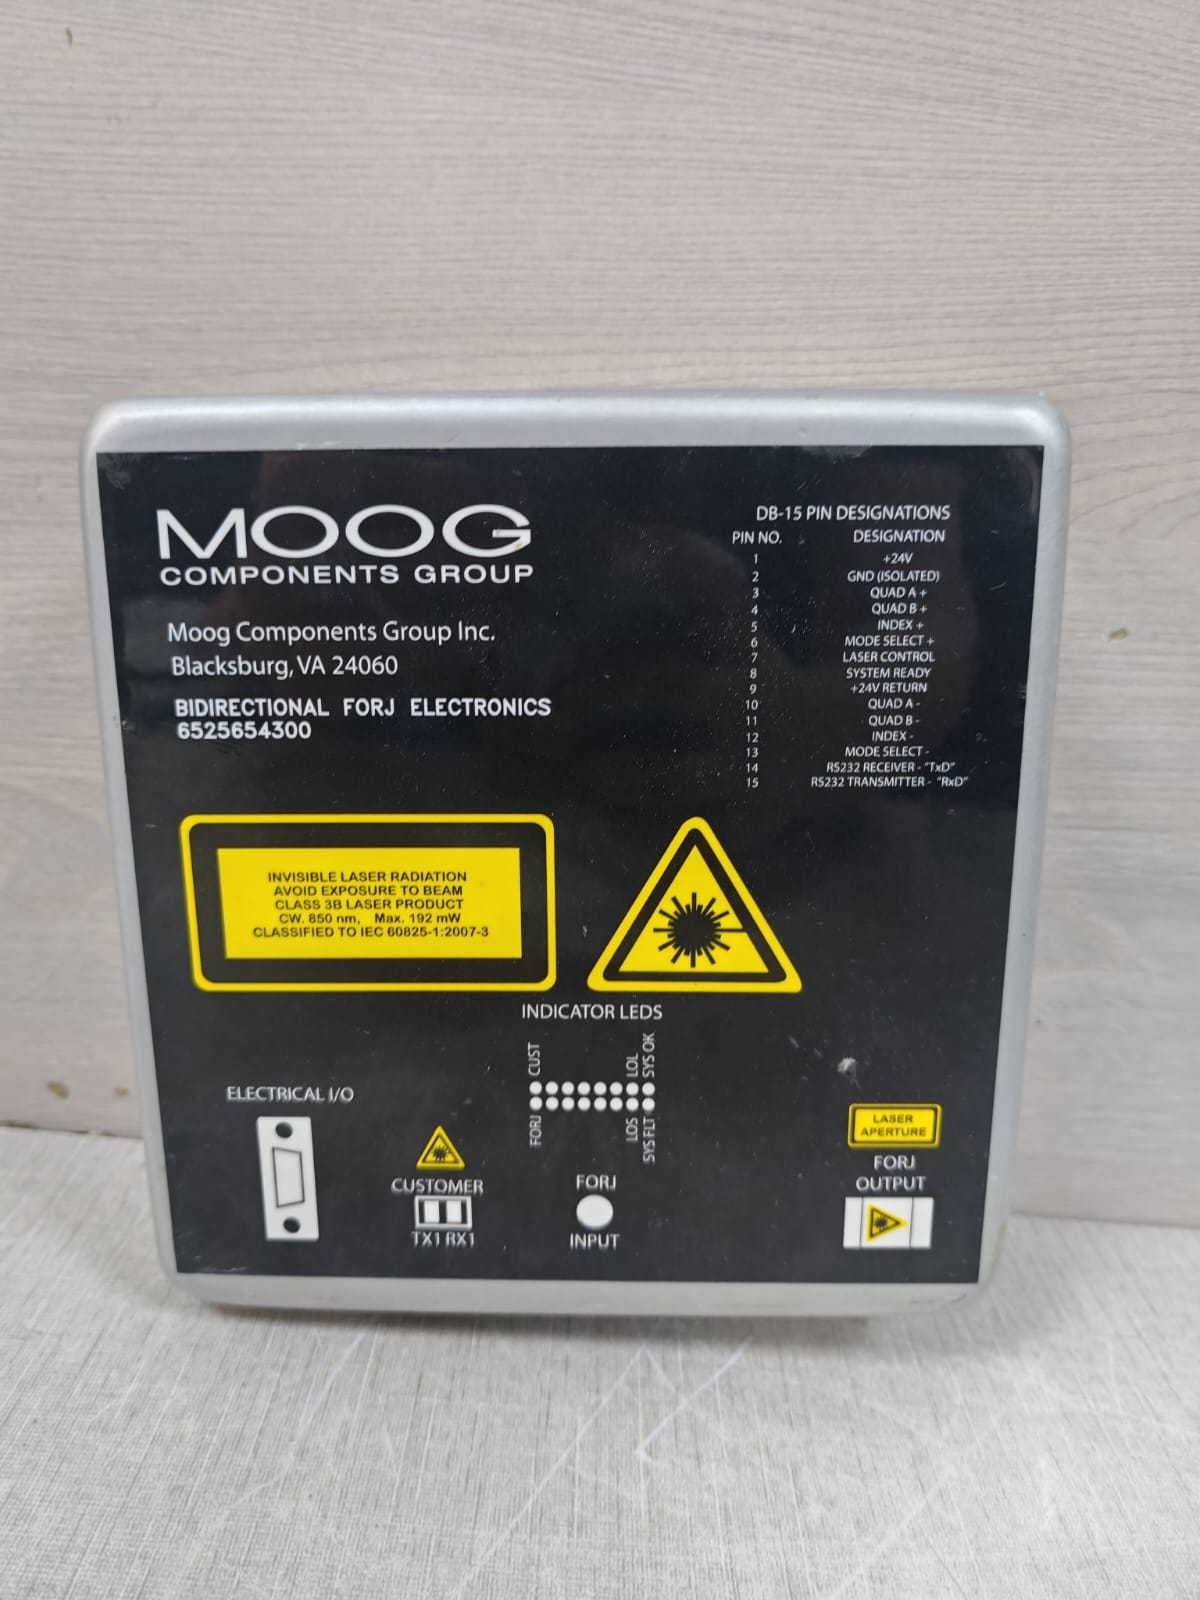 MOOG
COMPONENTS GROUP
Moog Components Group Inc.
Blacksburg, VA 24060
BIDIRECTIONAL FORJ ELECTRONICS
6525654300
DB-15 PIN DESIGNATIONS
PIN NO. DESIGNATION
1 +24V
2 GND (ISOLATED)
3 QUAD A +
4 QUAD B +
5 INDEX +
6 MODE SELECT +
7 LASER CONTROL
8 SYSTEM READY
9 +24V RETURN
10 QUAD A -
11 QUAD B -
12 INDEX -
13 MODE SELECT -
14 RS232 RECEIVER - "TxD"
15 RS232 TRANSMITTER - "RxD"
INVISIBLE LASER RADIATION
AVOID EXPOSURE TO BEAM
CLASS 3B LASER PRODUCT
CW. 850 nm, Max. 192 mW
CLASSIFIED TO IEC 60825-1:2007-3
INDICATOR LEDS
CUST
LOL
SYS OK
FORJ
LOS
SYS FLT
ELECTRICAL I/O
CUSTOMER
TX1 RX1
FORJ
INPUT
LASER
APERTURE
FORJ
OUTPUT